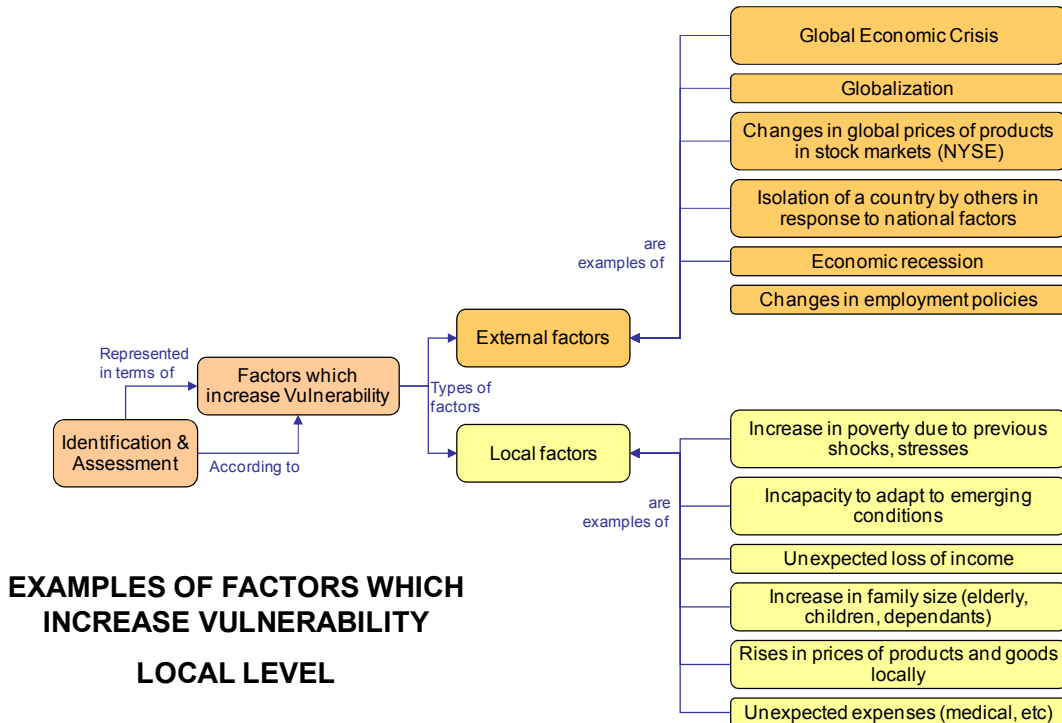 Global Economic Crisis
Globalization
Changes in global prices of products
in stock markets (NYSE)
Isolation of a country by others in
response to national factors
are
examples of
Economic recession
Changes in employment policies
External factors
Represented
in terms of
Factors which
increase Vulnerability
Types of
factors
Identification &
Assessment
According to
Local factors
Increase in poverty due to previous
shocks, stresses
Incapacity to adapt to emerging
conditions
are
examples of
Unexpected loss of income
Increase in family size (elderly,
children, dependants)
Rises in prices of products and goods
locally
Unexpected expenses (medical, etc)
EXAMPLES OF FACTORS WHICH
INCREASE VULNERABILITY
LOCAL LEVEL